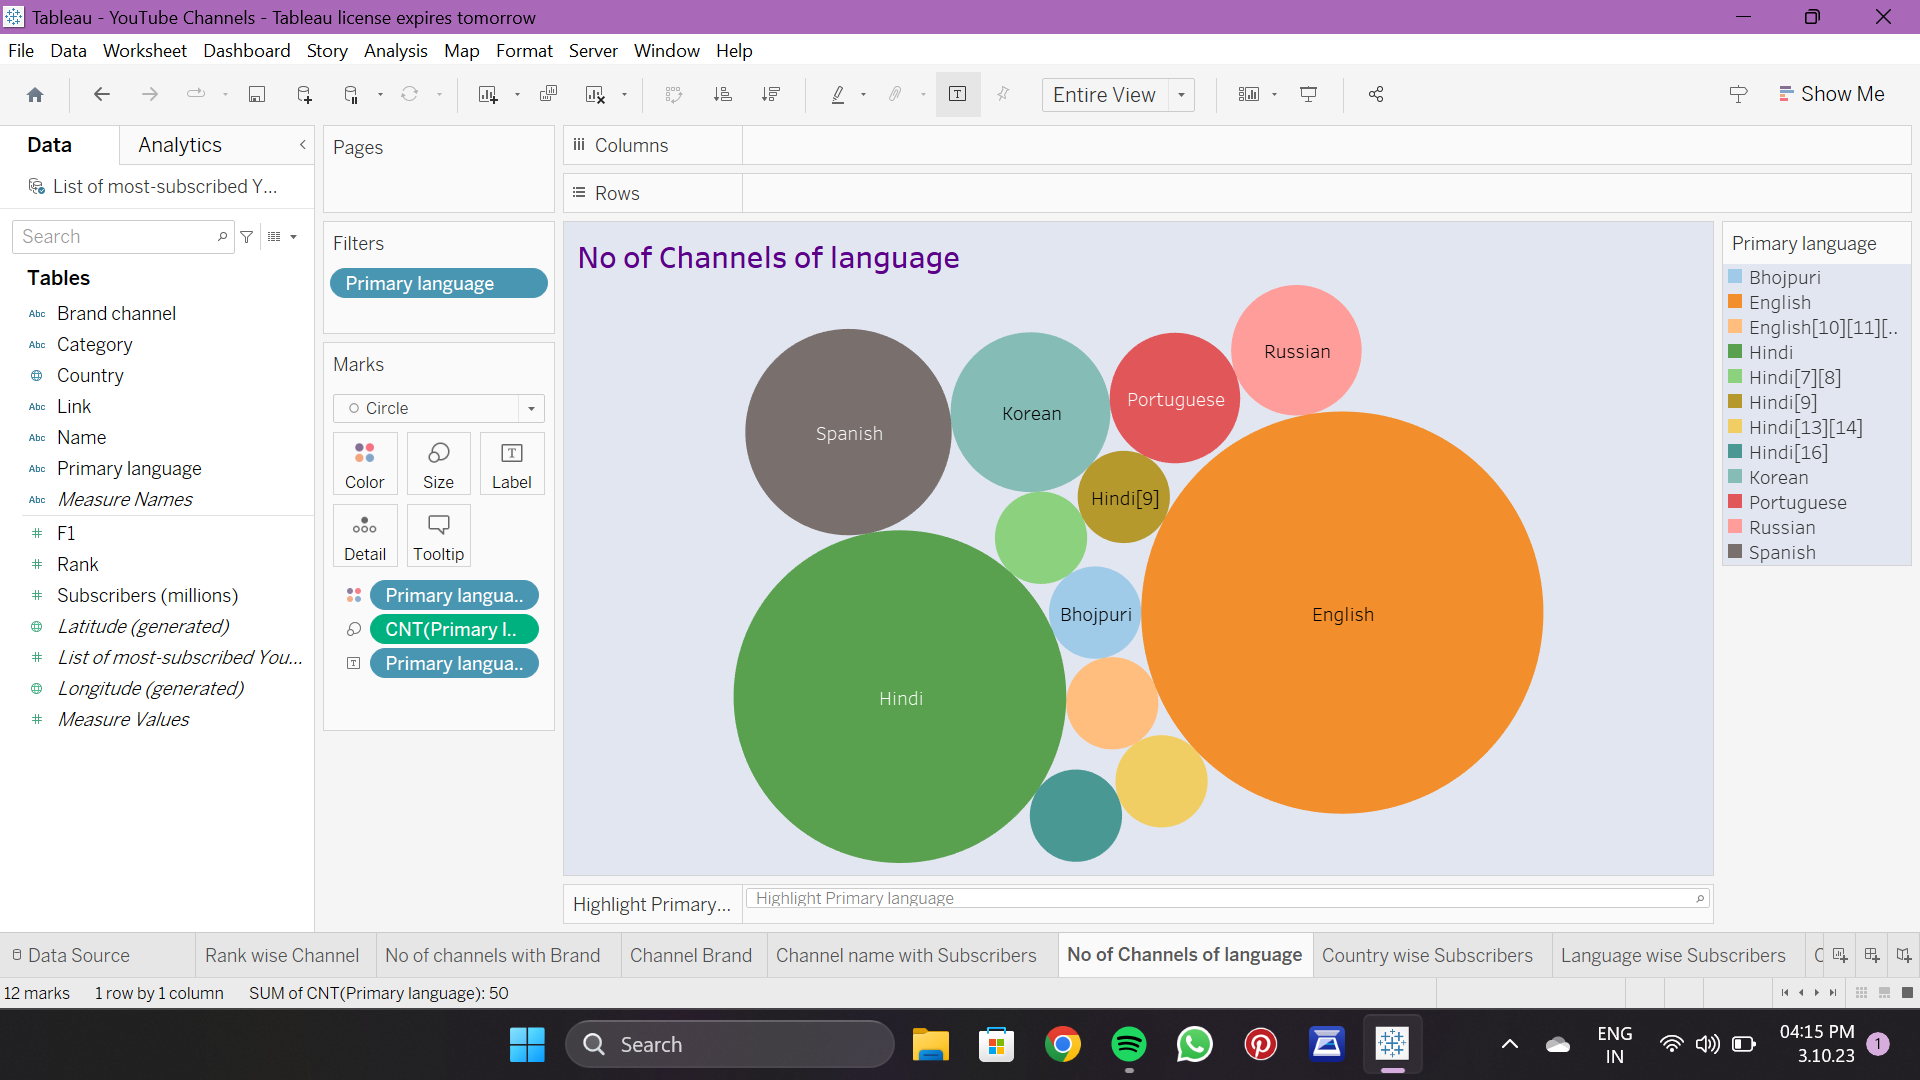 Tableau - YouTube Channels - Tableau license expires tomorrow
File Data Worksheet Dashboard Story Analysis Map Format Server Window Help
Entire View
Show Me
Data Analytics
List of most-subscribed Y...
Search
Tables
Abc Brand channel
Abc Category
Country
Abc Link
Abc Name
Abc Primary language
Abc Measure Names
# F1
# Rank
# Subscribers (millions)
Latitude (generated)
# List of most-subscribed You...
Longitude (generated)
# Measure Values
Pages
Filters
Primary language
Marks
Circle
Color Size Label
Detail Tooltip
Primary langua..
CNT(Primary l..
Primary langua..
Columns
Rows
No of Channels of language
Russian
Portuguese
Korean
Spanish
Hindi[9]
Bhojpuri
English
Hindi
Primary language
Bhojpuri
English
English[10][11][..
Hindi
Hindi[7][8]
Hindi[9]
Hindi[13][14]
Hindi[16]
Korean
Portuguese
Russian
Spanish
Highlight Primary... Highlight Primary language
Data Source Rank wise Channel No of channels with Brand Channel Brand Channel name with Subscribers No of Channels of language Country wise Subscribers Language wise Subscribers
12 marks 1 row by 1 column SUM of CNT(Primary language): 50
Search
ENG
IN
04:15 PM
3.10.23
1